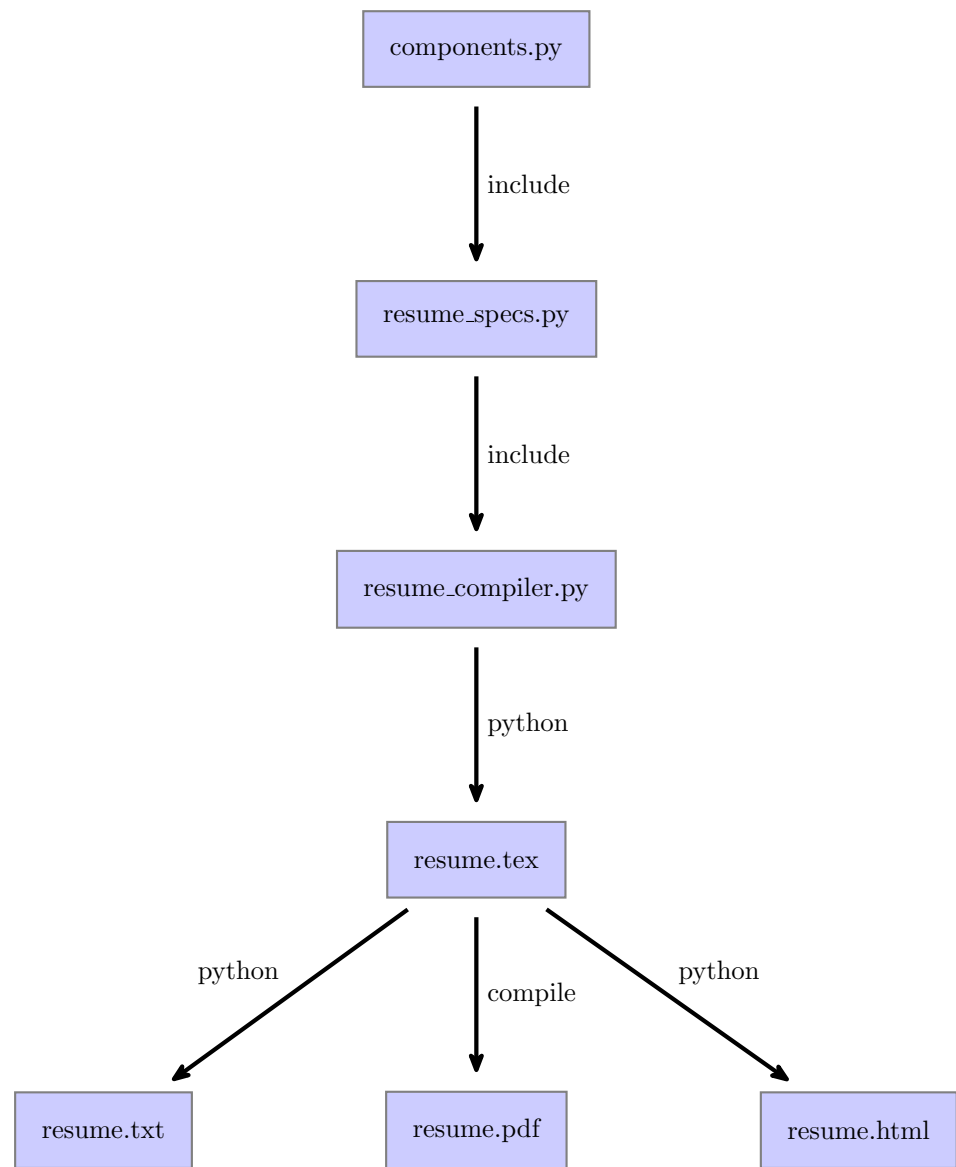 components.py
include
resume_specs.py
include
resume_compiler.py
python
resume.tex
python
compile
python
resume.txt
resume.pdf
resume.html